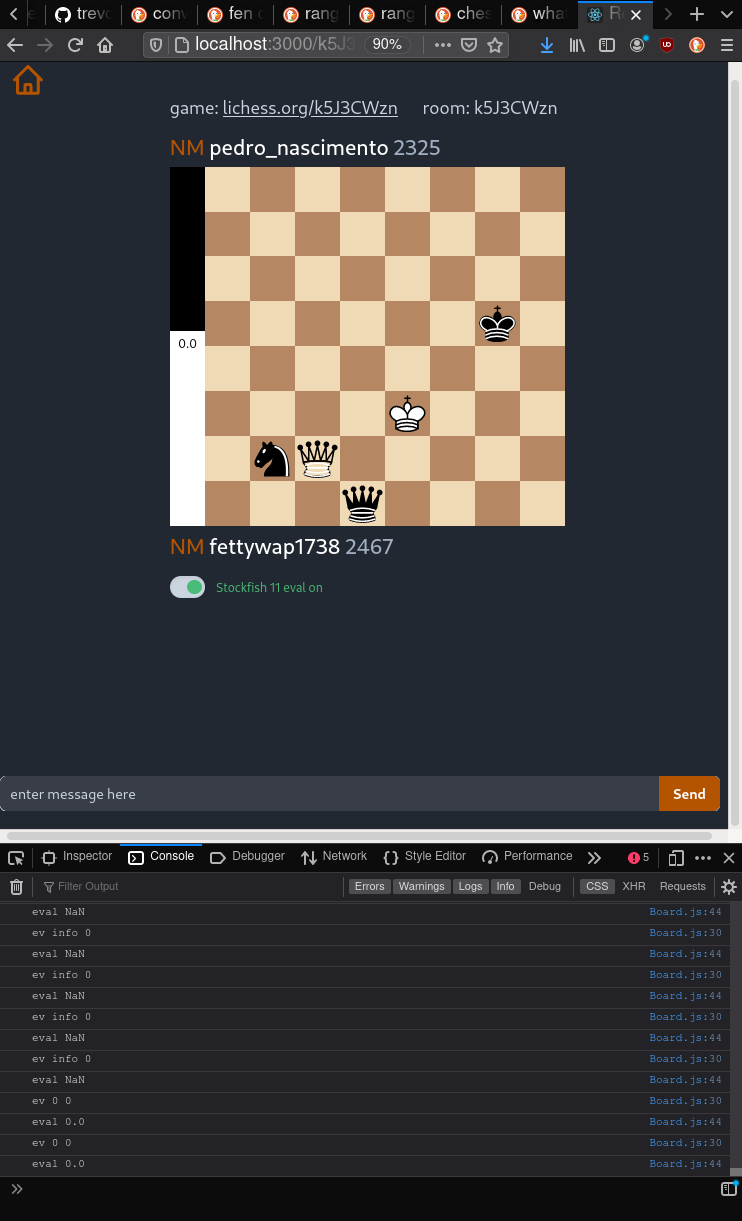 trevo conv fen rang rang ches what Re
localhost:3000/k5J3 90%
game: lichess.org/k5J3CWzn room: k5J3CWzn
NM pedro_nascimento 2325
0.0
NM fettywap1738 2467
Stockfish 11 eval on
enter message here Send
Inspector Console Debugger Network Style Editor Performance 5
Filter Output Errors Warnings Logs Info Debug CSS XHR Requests
eval NaN Board.js:44
ev info 0 Board.js:30
eval NaN Board.js:44
ev info 0 Board.js:30
eval NaN Board.js:44
ev info 0 Board.js:30
eval NaN Board.js:44
ev info 0 Board.js:30
eval NaN Board.js:44
ev 0 0 Board.js:30
eval 0.0 Board.js:44
ev 0 0 Board.js:30
eval 0.0 Board.js:44